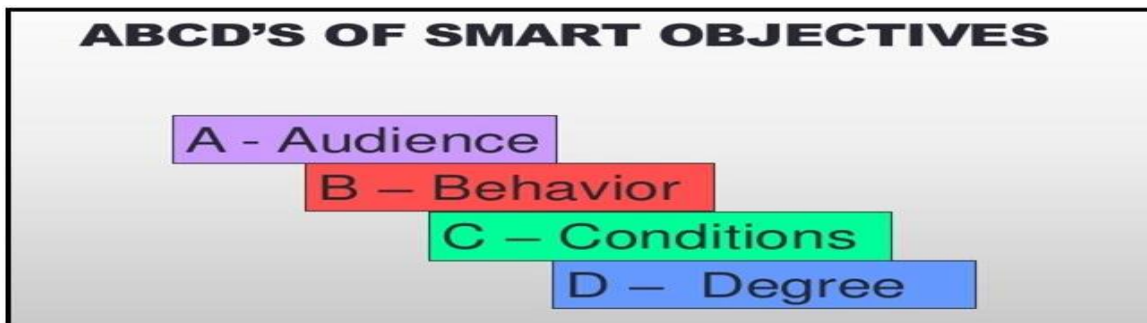 ABCD'S OF SMART OBJECTIVES
A - Audience
B – Behavior
C – Conditions
D – Degree